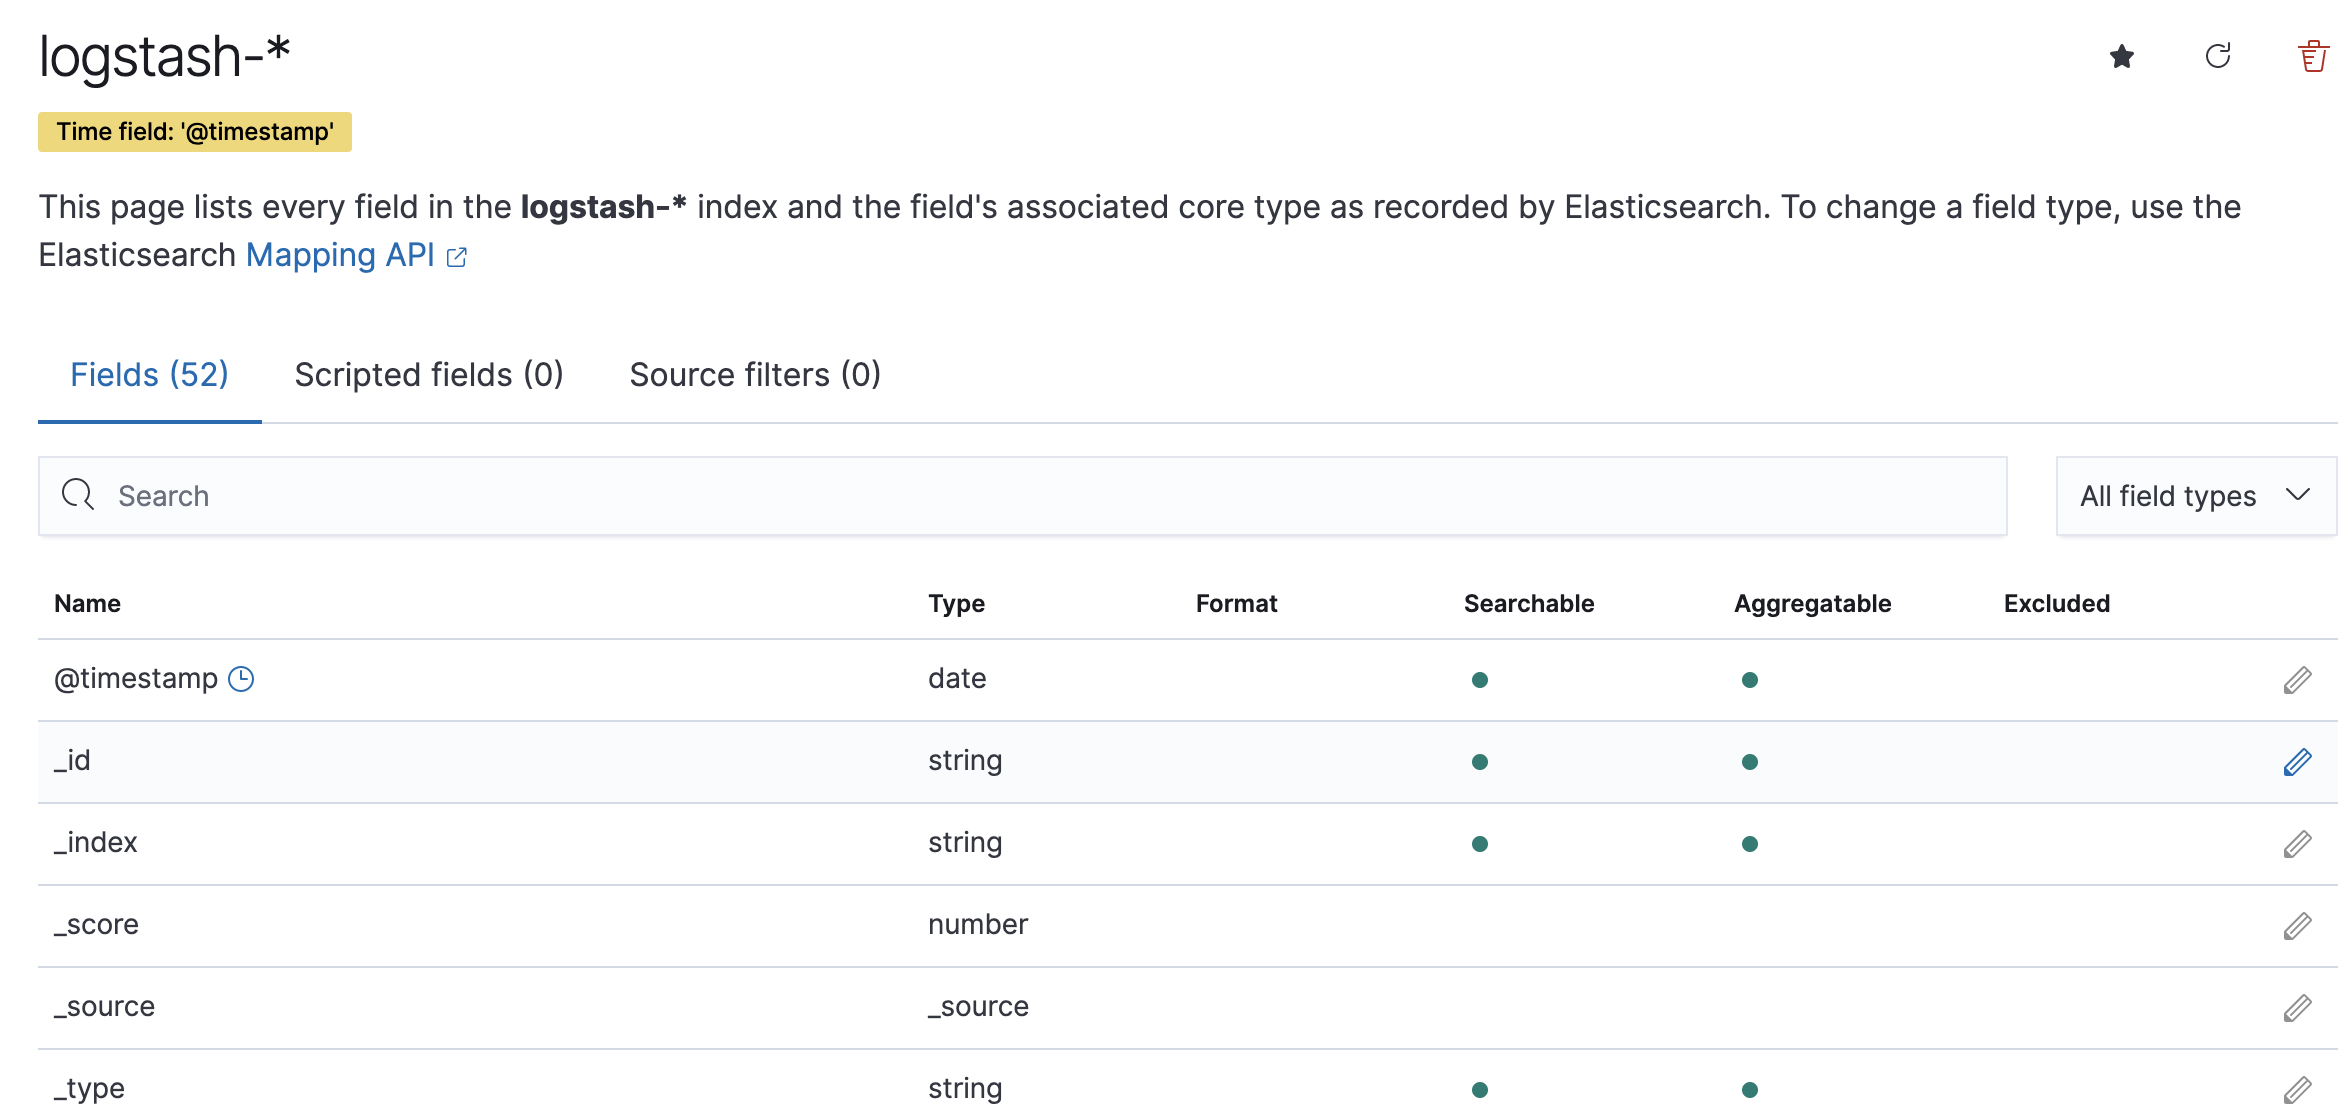 logstash-*
Time field: '@timestamp'
This page lists every field in the logstash-* index and the field's associated core type as recorded by Elasticsearch. To change a field type, use the
Elasticsearch Mapping API
Fields (52) Scripted fields (0) Source filters (0)
Search All field types
Name Type Format Searchable Aggregatable Excluded
@timestamp date
_id string
_index string
_score number
_source _source
_type string